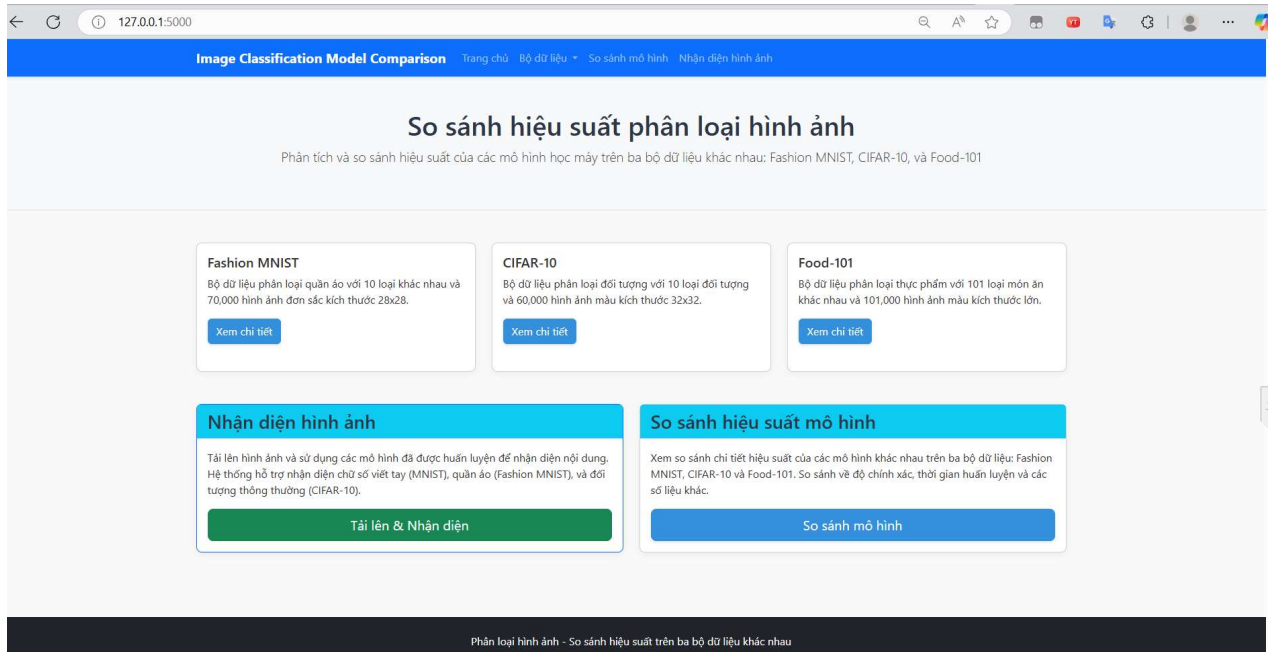 127.0.0.1:5000
Image Classification Model Comparison Trang chủ Bộ dữ liệu So sánh mô hình Nhận diện hình ảnh
So sánh hiệu suất phân loại hình ảnh
Phân tích và so sánh hiệu suất của các mô hình học máy trên ba bộ dữ liệu khác nhau: Fashion MNIST, CIFAR-10, và Food-101
Fashion MNIST
Bộ dữ liệu phân loại quần áo với 10 loại khác nhau và
70,000 hình ảnh đơn sắc kích thước 28x28.
Xem chi tiết
CIFAR-10
Bộ dữ liệu phân loại đối tượng với 10 loại đối tượng
và 60,000 hình ảnh màu kích thước 32x32.
Xem chi tiết
Food-101
Bộ dữ liệu phân loại thực phẩm với 101 loại món ăn
khác nhau và 101,000 hình ảnh màu kích thước lớn.
Xem chi tiết
Nhận diện hình ảnh
Tải lên hình ảnh và sử dụng các mô hình đã được huấn luyện để nhận diện nội dung.
Hệ thống hỗ trợ nhận diện chữ số viết tay (MNIST), quần áo (Fashion MNIST), và đối
tượng thông thường (CIFAR-10).
Tải lên & Nhận diện
So sánh hiệu suất mô hình
Xem so sánh chi tiết hiệu suất của các mô hình khác nhau trên ba bộ dữ liệu: Fashion
MNIST, CIFAR-10 và Food-101. So sánh về độ chính xác, thời gian huấn luyện và các
số liệu khác.
So sánh mô hình
Phân loại hình ảnh - So sánh hiệu suất trên ba bộ dữ liệu khác nhau